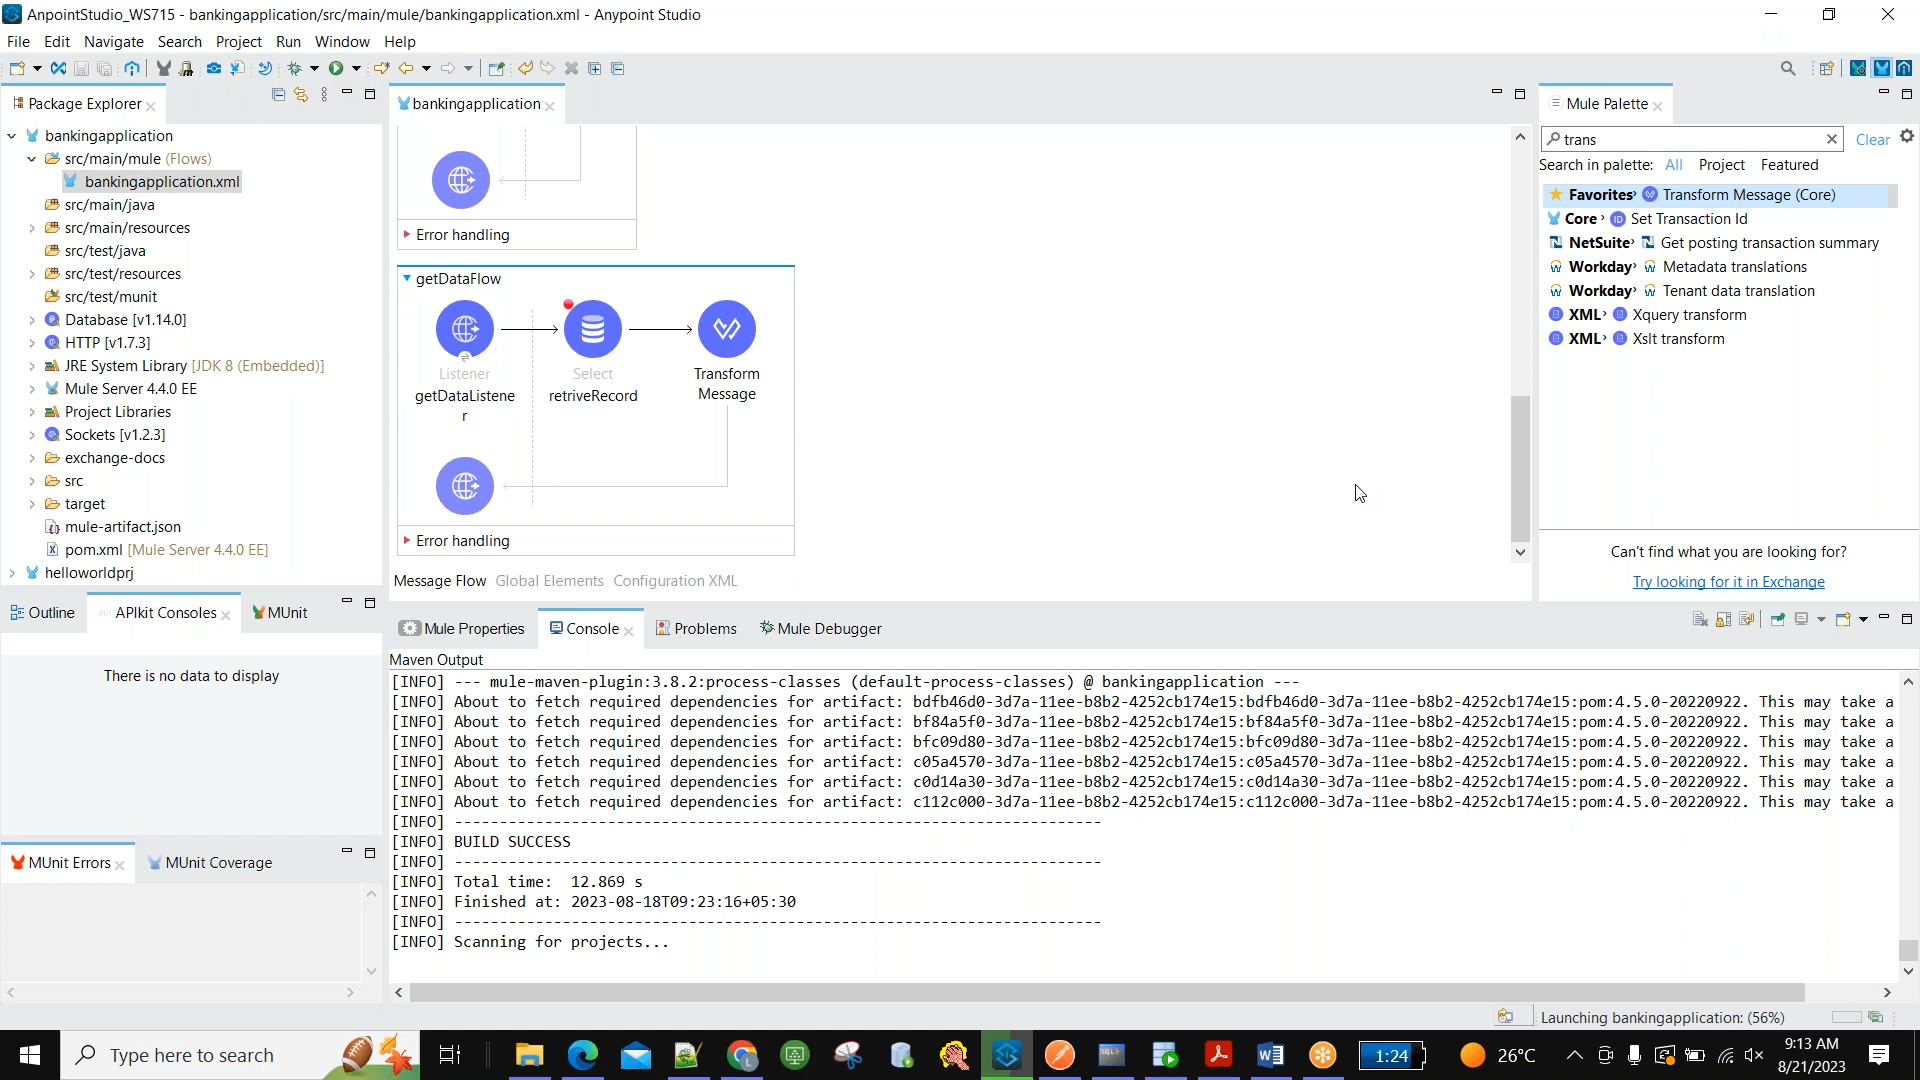 AnpointStudio_WS715 - bankingapplication/src/main/mule/bankingapplication.xml - Anypoint Studio
File Edit Navigate Search Project Run Window Help
Package Explorer
bankingapplication
src/main/mule (Flows)
bankingapplication.xml
src/main/java
src/main/resources
src/test/java
src/test/resources
src/test/munit
Database [v1.14.0]
HTTP [v1.7.3]
JRE System Library [JDK 8 (Embedded)]
Mule Server 4.4.0 EE
Project Libraries
Sockets [v1.2.3]
exchange-docs
src
target
mule-artifact.json
pom.xml [Mule Server 4.4.0 EE]
helloworldprj
bankingapplication
Error handling
getDataFlow
Listener
getDataListene
r
Select
retriveRecord
Transform
Message
Error handling
Message Flow Global Elements Configuration XML
Mule Palette
trans
Clear
Search in palette: All Project Featured
Favorites Transform Message (Core)
Core Set Transaction Id
NetSuite Get posting transaction summary
Workday Metadata translations
Workday Tenant data translation
XML Xquery transform
XML Xslt transform
Can't find what you are looking for?
Try looking for it in Exchange
Outline APIkit Consoles MUnit
There is no data to display
MUnit Errors MUnit Coverage
Mule Properties Console Problems Mule Debugger
Maven Output
[INFO] --- mule-maven-plugin:3.8.2:process-classes (default-process-classes) @ bankingapplication ---
[INFO] About to fetch required dependencies for artifact: bdfb46d0-3d7a-11ee-b8b2-4252cb174e15:bdfb46d0-3d7a-11ee-b8b2-4252cb174e15:pom:4.5.0-20220922. This may take a
[INFO] About to fetch required dependencies for artifact: bf84a5f0-3d7a-11ee-b8b2-4252cb174e15:bf84a5f0-3d7a-11ee-b8b2-4252cb174e15:pom:4.5.0-20220922. This may take a
[INFO] About to fetch required dependencies for artifact: bfc09d80-3d7a-11ee-b8b2-4252cb174e15:bfc09d80-3d7a-11ee-b8b2-4252cb174e15:pom:4.5.0-20220922. This may take a
[INFO] About to fetch required dependencies for artifact: c05a4570-3d7a-11ee-b8b2-4252cb174e15:c05a4570-3d7a-11ee-b8b2-4252cb174e15:pom:4.5.0-20220922. This may take a
[INFO] About to fetch required dependencies for artifact: c0d14a30-3d7a-11ee-b8b2-4252cb174e15:c0d14a30-3d7a-11ee-b8b2-4252cb174e15:pom:4.5.0-20220922. This may take a
[INFO] About to fetch required dependencies for artifact: c112c000-3d7a-11ee-b8b2-4252cb174e15:c112c000-3d7a-11ee-b8b2-4252cb174e15:pom:4.5.0-20220922. This may take a
[INFO] ------------------------------------------------------------------------
[INFO] BUILD SUCCESS
[INFO] ------------------------------------------------------------------------
[INFO] Total time:  12.869 s
[INFO] Finished at: 2023-08-18T09:23:16+05:30
[INFO] ------------------------------------------------------------------------
[INFO] Scanning for projects...
Launching bankingapplication: (56%)
Type here to search
1:24
26°C
9:13 AM
8/21/2023